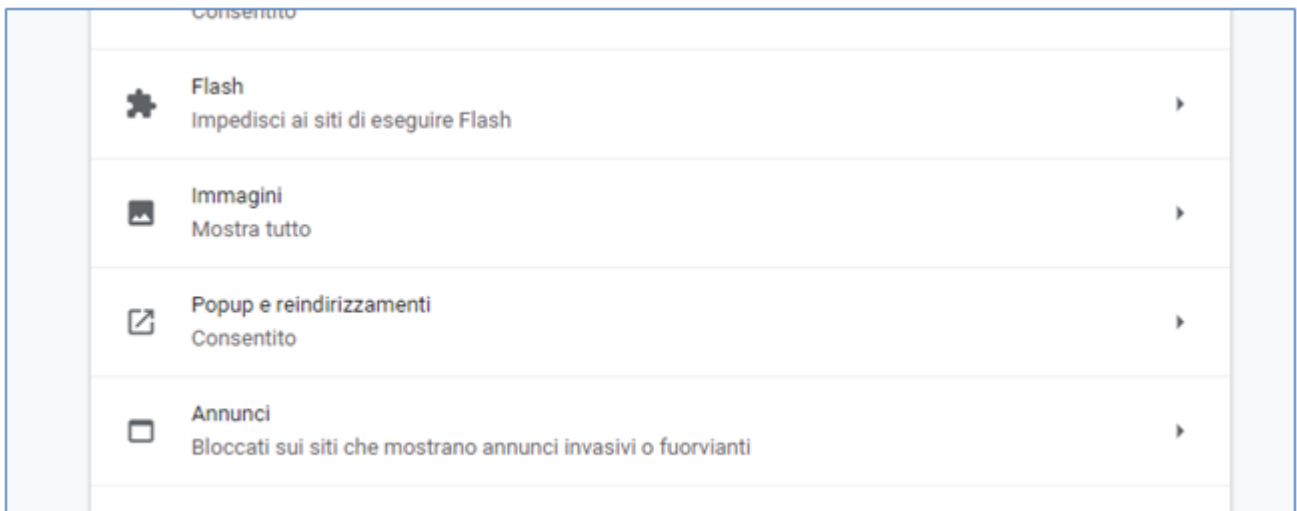 Consentito
Flash
Impedisci ai siti di eseguire Flash
Immagini
Mostra tutto
Popup e reindirizzamenti
Consentito
Annunci
Bloccati sui siti che mostrano annunci invasivi o fuorvianti